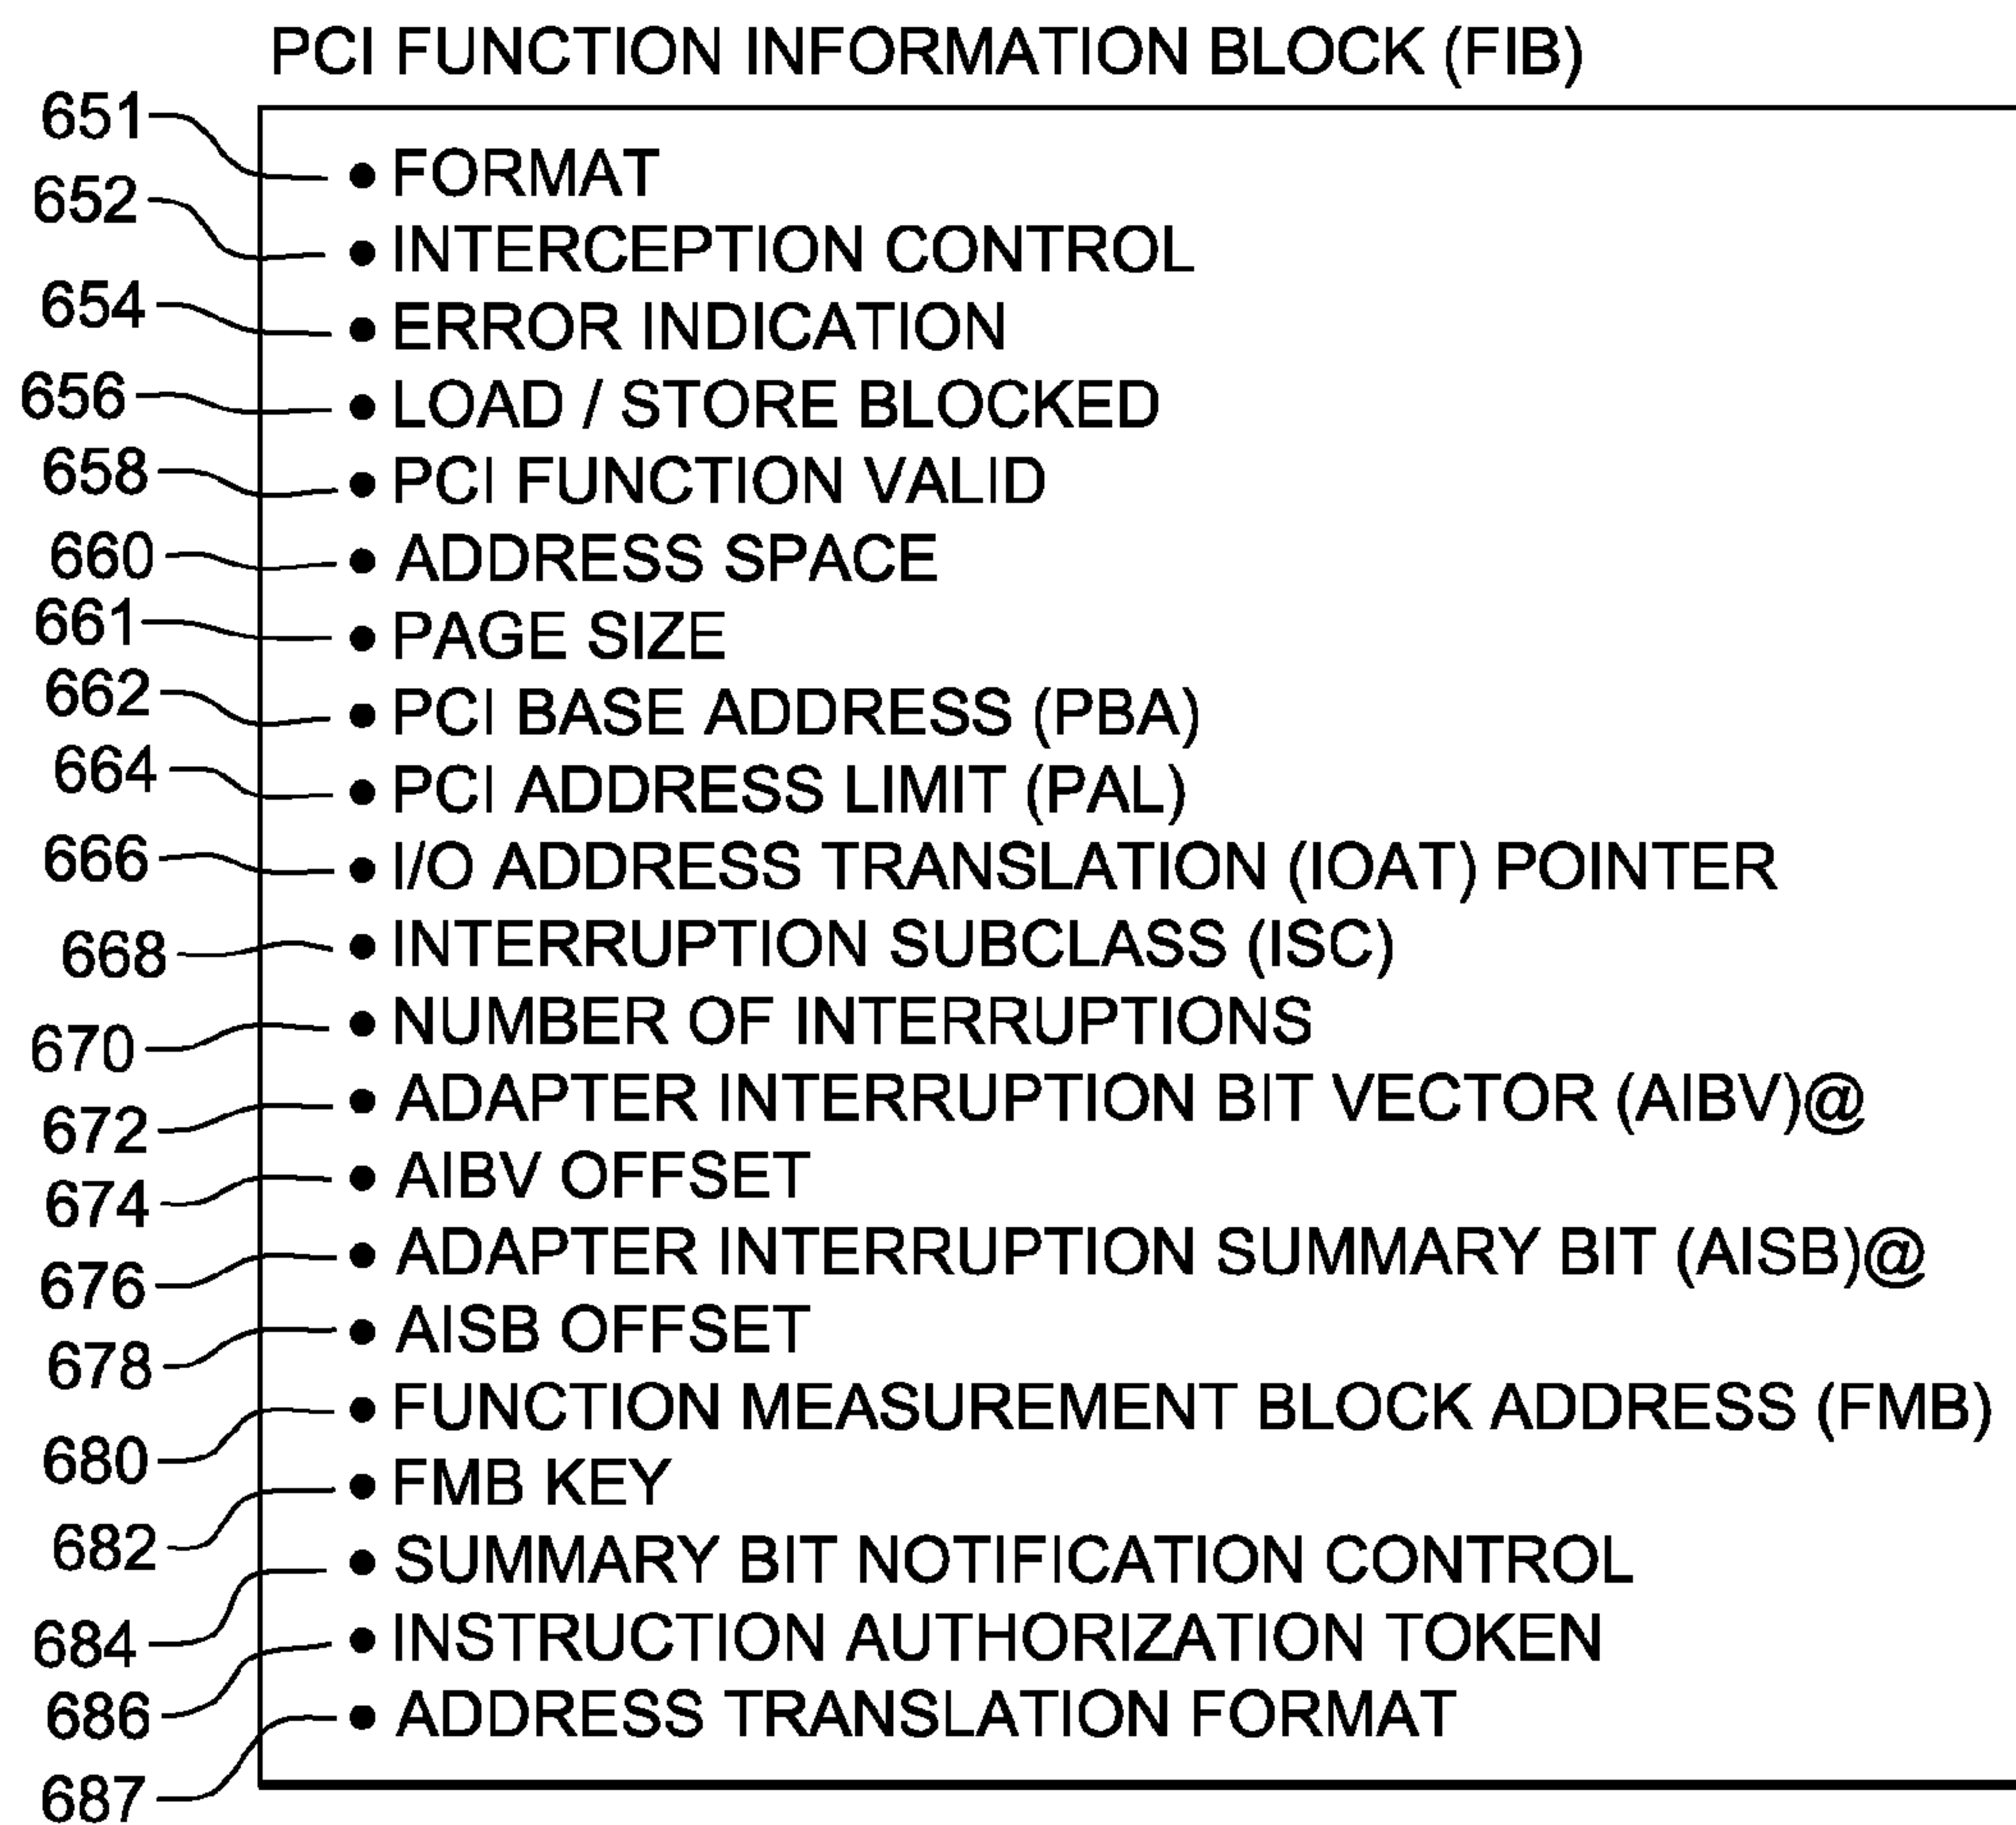 PCI FUNCTION INFORMATION BLOCK (FIB)
651 • FORMAT
652 • INTERCEPTION CONTROL
654 • ERROR INDICATION
656 • LOAD / STORE BLOCKED
658 • PCI FUNCTION VALID
660 • ADDRESS SPACE
661 • PAGE SIZE
662 • PCI BASE ADDRESS (PBA)
664 • PCI ADDRESS LIMIT (PAL)
666 • I/O ADDRESS TRANSLATION (IOAT) POINTER
668 • INTERRUPTION SUBCLASS (ISC)
670 • NUMBER OF INTERRUPTIONS
672 • ADAPTER INTERRUPTION BIT VECTOR (AIBV)@
674 • AIBV OFFSET
676 • ADAPTER INTERRUPTION SUMMARY BIT (AISB)@
678 • AISB OFFSET
680 • FUNCTION MEASUREMENT BLOCK ADDRESS (FMB)
682 • FMB KEY
684 • SUMMARY BIT NOTIFICATION CONTROL
686 • INSTRUCTION AUTHORIZATION TOKEN
687 • ADDRESS TRANSLATION FORMAT